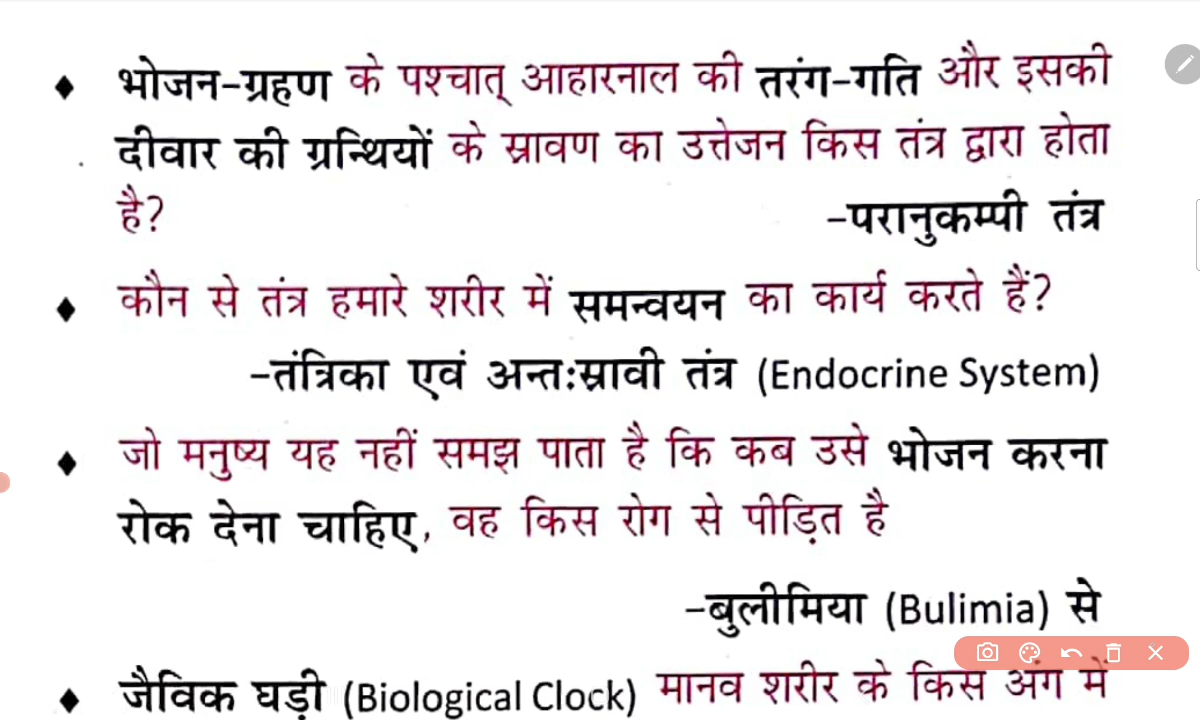 ♦ भोजन-ग्रहण के पश्चात् आहारनाल की तरंग-गति और इसकी
दीवार की ग्रन्थियों के स्रावण का उत्तेजन किस तंत्र द्वारा होता
है? -परानुकम्पी तंत्र
♦ कौन से तंत्र हमारे शरीर में समन्वयन का कार्य करते हैं?
-तंत्रिका एवं अन्तःस्रावी तंत्र (Endocrine System)
♦ जो मनुष्य यह नहीं समझ पाता है कि कब उसे भोजन करना
रोक देना चाहिए, वह किस रोग से पीड़ित है
-बुलीमिया (Bulimia) से
♦ जैविक घड़ी (Biological Clock) मानव शरीर के किस अंग में